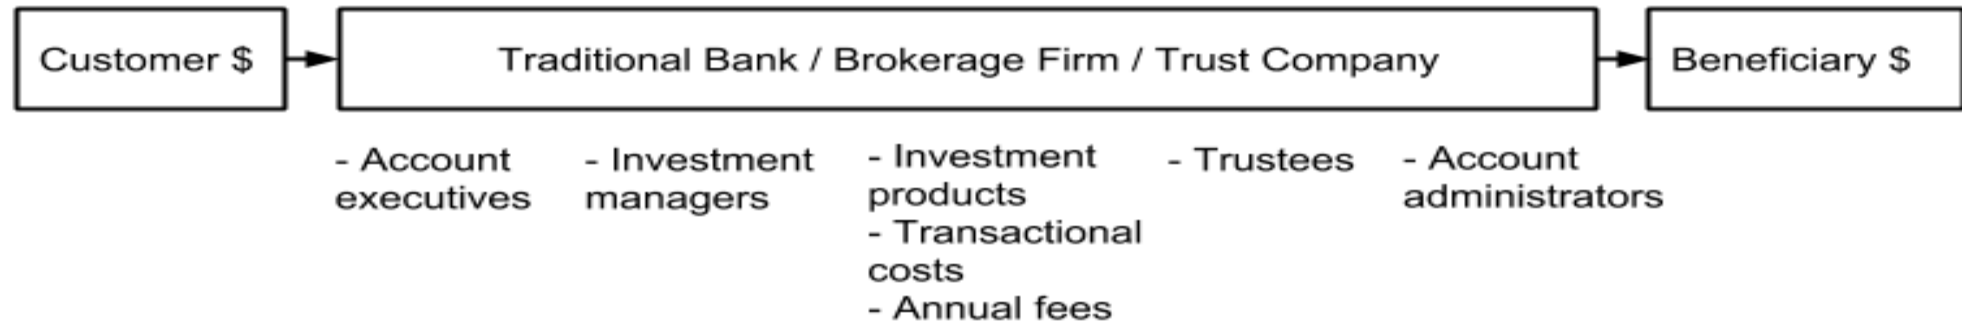 Customer $
Traditional Bank / Brokerage Firm / Trust Company
Beneficiary $
- Account
executives
- Investment
managers
- Investment
products
- Transactional
costs
- Annual fees
- Trustees
- Account
administrators